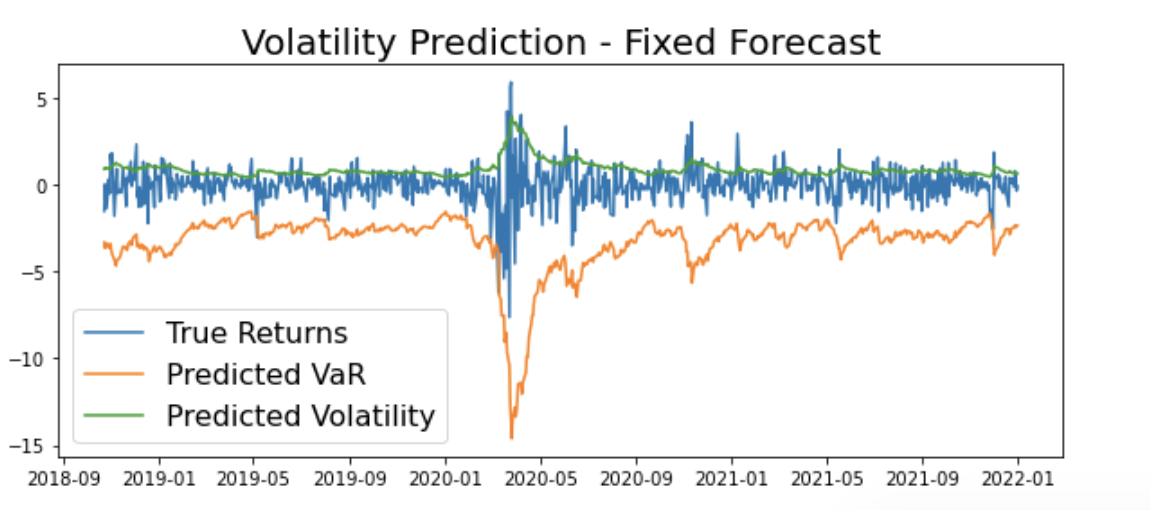 Volatility Prediction - Fixed Forecast
5
0
−5
−10
−15
True Returns
Predicted VaR
Predicted Volatility
2018-09 2019-01 2019-05 2019-09 2020-01 2020-05 2020-09 2021-01 2021-05 2021-09 2022-01